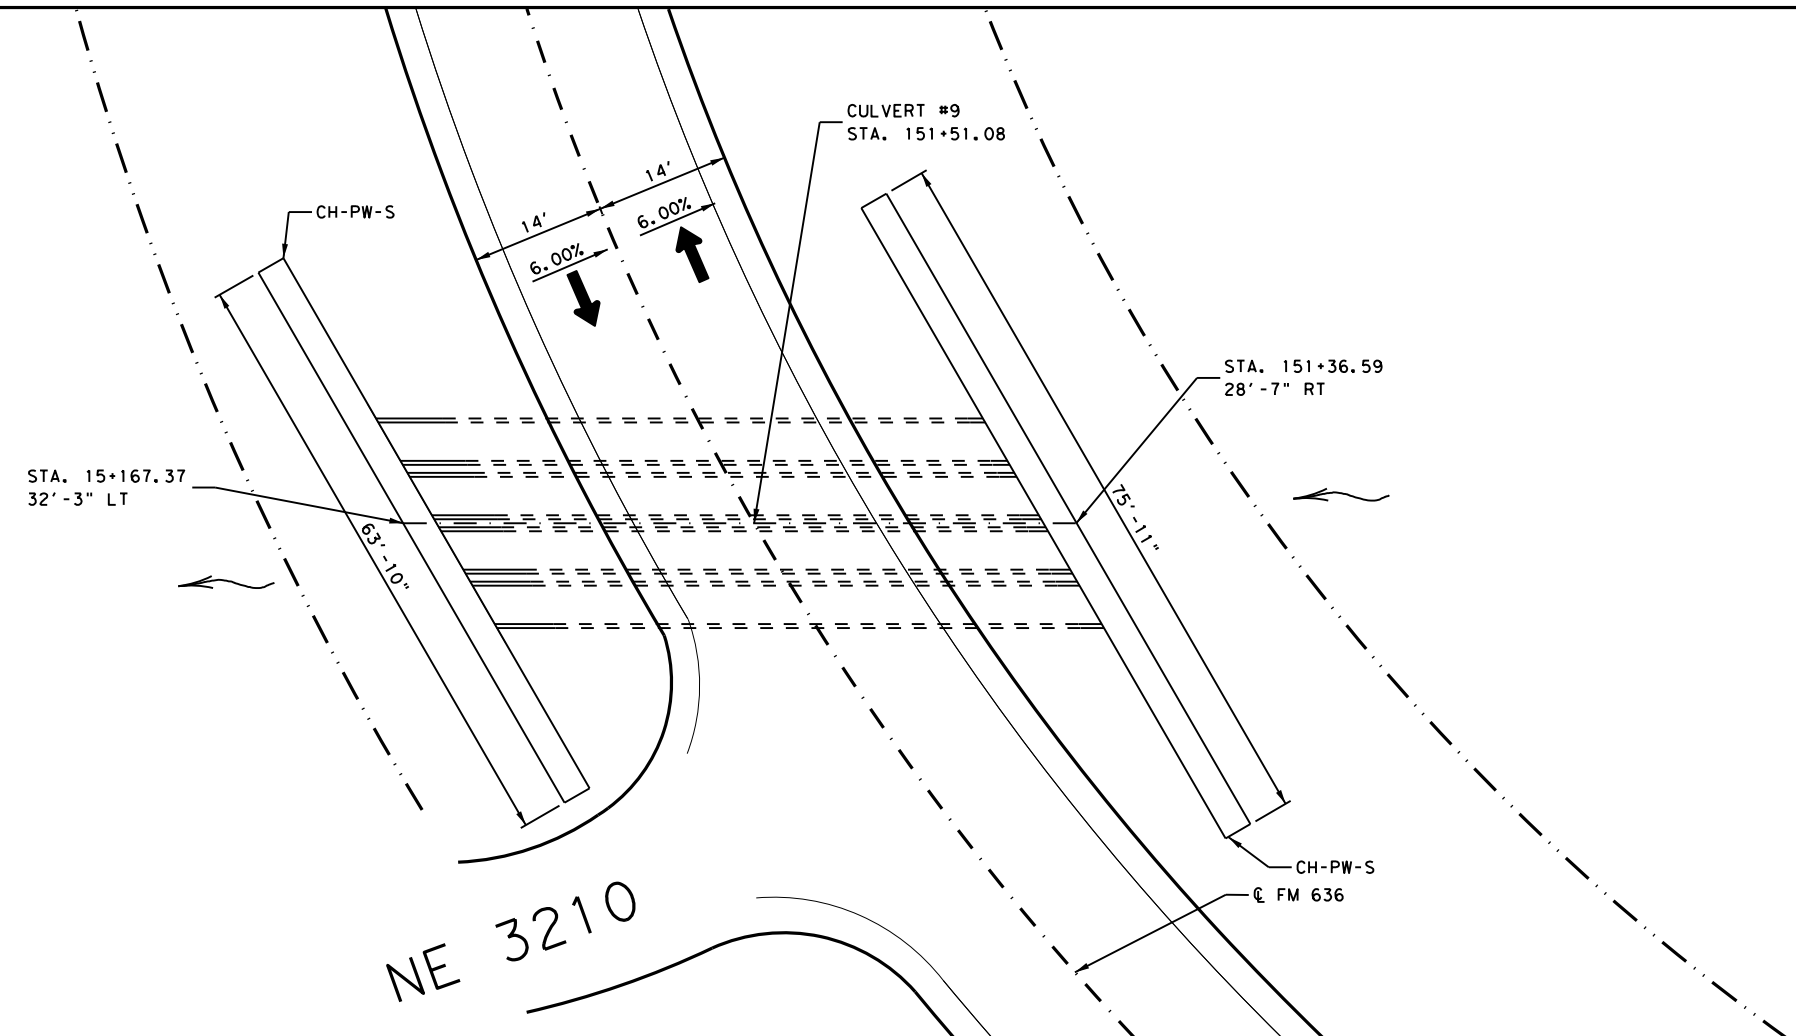 CULVERT #9
STA. 151+51.08
14'
14'
6.00%
6.00%
CH-PW-S
STA. 151+36.59
28'-7" RT
STA. 15+167.37
32'-3" LT
63'-10"
75'-11"
CH-PW-S
℄ FM 636
NE 3210